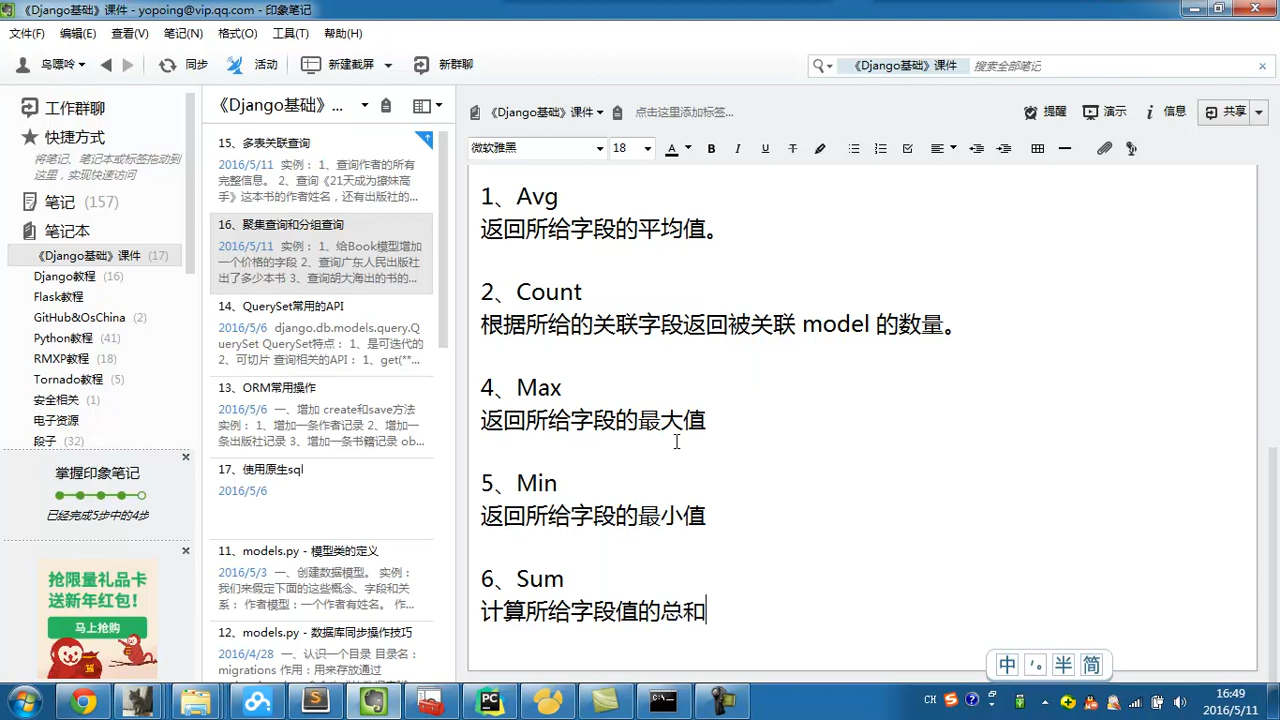 《Django基础》课件 - yopoing@vip.qq.com - 印象笔记
文件(F) 编辑(E) 查看(V) 笔记(N) 格式(O) 工具(T) 帮助(H)
鸟嘌呤 同步 活动 新建截屏 新群聊 《Django基础》课件 搜索全部笔记
工作群聊
快捷方式
将笔记、笔记本或标签拖动到
这里，实现快速访问
笔记 (157)
笔记本
《Django基础》课件 (17)
Django教程 (16)
Flask教程
GitHub&OsChina (2)
Python教程 (41)
RMXP教程 (18)
Tornado教程 (5)
安全相关 (1)
电子资源
段子 (32)
掌握印象笔记
已经完成5步中的4步
抢限量礼品卡
送新年红包!
马上抢购
《Django基础》...
15、多表关联查询
2016/5/11 实例： 1、查询作者的所有
完整信息。 2、查询《21天成为撩妹高
手》这本书的作者姓名，还有出版社的...
16、聚集查询和分组查询
2016/5/11 实例： 1、给Book模型增加
一个价格的字段 2、查询广东人民出版社
出了多少本书 3、查询胡大海出的书的...
14、QuerySet常用的API
2016/5/6 django.db.models.query.Q
uerySet QuerySet特点： 1、是可迭代的
2、可切片 查询相关的API： 1、get(**...
13、ORM常用操作
2016/5/6 一、增加 create和save方法
实例： 1、增加一条作者记录 2、增加一
条出版社记录 3、增加一条书籍记录 ob...
17、使用原生sql
2016/5/6
11、models.py - 模型类的定义
2016/5/3 一、创建数据模型。 实例：
我们来假定下面的这些概念、字段和关
系： 作者模型：一个作者有姓名。 作...
12、models.py - 数据库同步操作技巧
2016/4/28 一、认识一个目录 目录名：
migrations 作用：用来存放通过
《Django基础》课件 点击这里添加标签... 提醒 演示 信息 共享
微软雅黑 18
1、Avg
返回所给字段的平均值。
2、Count
根据所给的关联字段返回被关联 model 的数量。
4、Max
返回所给字段的最大值
5、Min
返回所给字段的最小值
6、Sum
计算所给字段值的总和
中 半 简
CH 16:49
2016/5/11